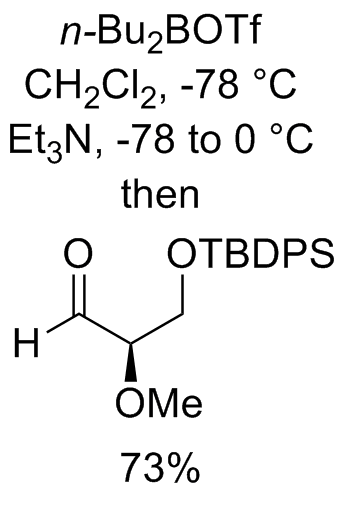 n-Bu₂BOTf
CH₂Cl₂, -78 °C
Et₃N, -78 to 0 °C
then
O OTBDPS
H
OMe
73%